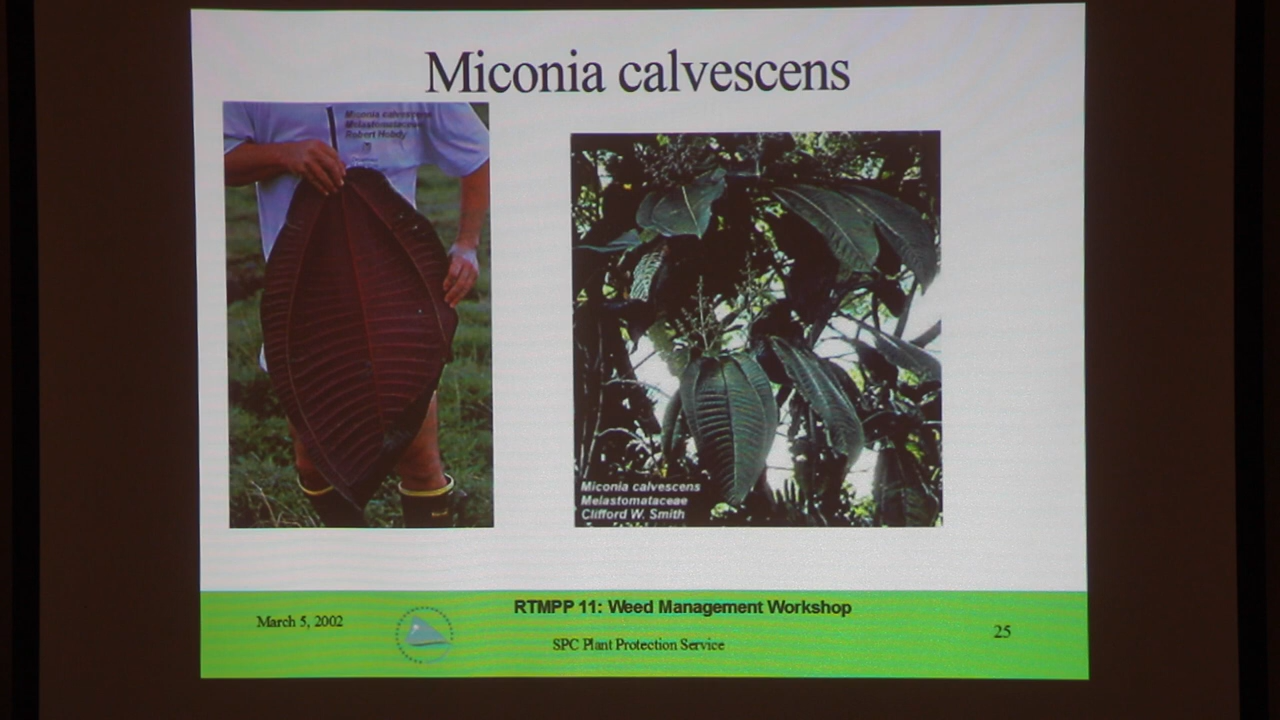 Miconia calvescens
Miconia calvescens
Melastomataceae
Robert Hobdy
Miconia calvescens
Melastomataceae
Clifford W. Smith
March 5, 2002
RTMPP 11: Weed Management Workshop
SPC Plant Protection Service
25